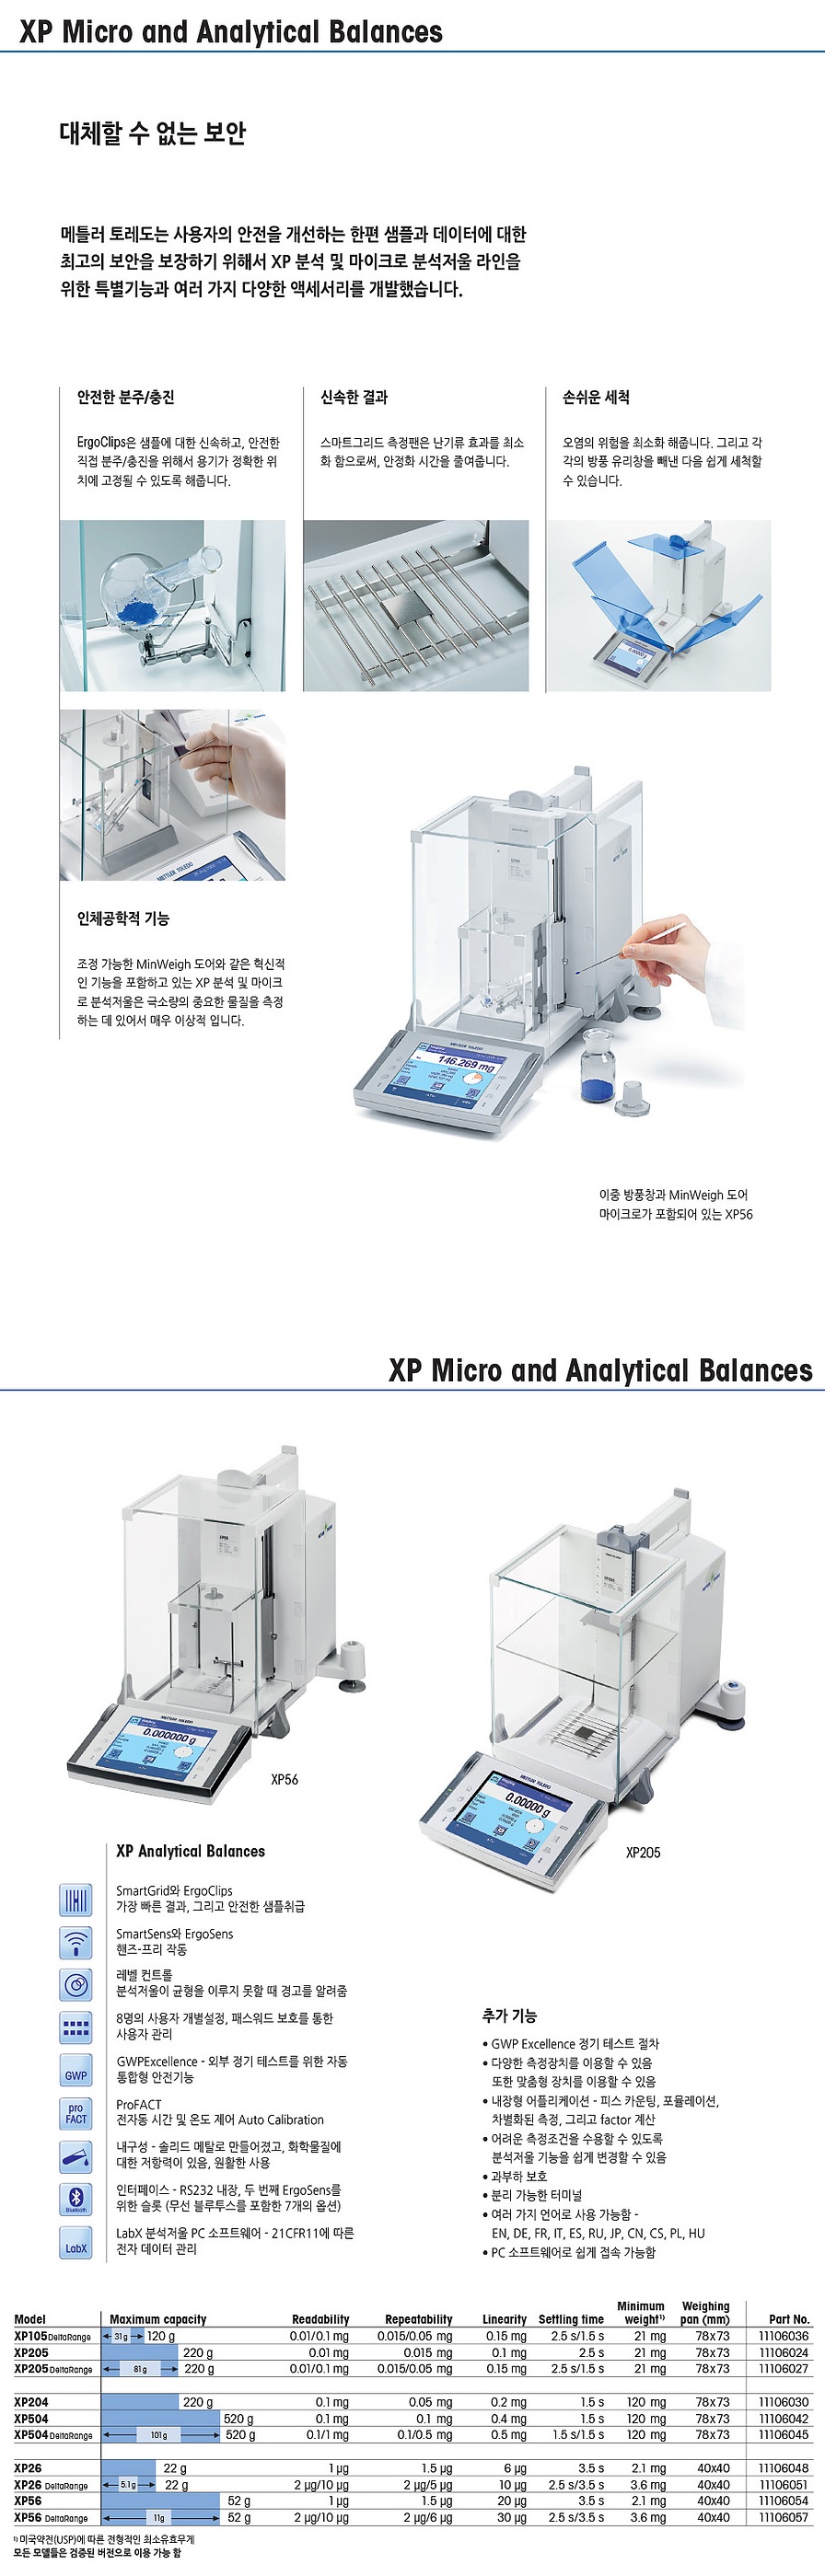 XP Micro and Analytical Balances
대체할 수 없는 보안
메틀러 토레도는 사용자의 안전을 개선하는 한편 샘플과 데이터에 대한
최고의 보안을 보장하기 위해서 XP 분석 및 마이크로 분석저울 라인을
위한 특별기능과 여러 가지 다양한 액세서리를 개발했습니다.
안전한 분주/충진
ErgoClips은 샘플에 대한 신속하고, 안전한
직접 분주/충진을 위해서 용기가 정확한 위
치에 고정될 수 있도록 해줍니다.
신속한 결과
스마트그리드 측정팬은 난기류 효과를 최소
화 함으로써, 안정화 시간을 줄여줍니다.
손쉬운 세척
오염의 위험을 최소화 해줍니다. 그리고 각
각의 방풍 유리창을 빼낸 다음 쉽게 세척할
수 있습니다.
METTLER TOLEDO
인체공학적 기능
조정 가능한 MinWeigh 도어와 같은 혁신적
인 기능을 포함하고 있는 XP 분석 및 마이크
로 분석저울은 극소량의 중요한 물질을 측정
하는 데 있어서 매우 이상적 입니다.
METTLER TOLEDO
146.269 mg
이중 방풍창과 MinWeigh 도어
마이크로가 포함되어 있는 XP56
XP Micro and Analytical Balances
METTLER TOLEDO
0.000000 g
XP56
METTLER TOLEDO
0.00000 g
XP205
XP Analytical Balances
SmartGrid와 ErgoClips
가장 빠른 결과, 그리고 안전한 샘플취급
SmartSens와 ErgoSens
핸즈-프리 작동
레벨 컨트롤
분석저울이 균형을 이루지 못할 때 경고를 알려줌
8명의 사용자 개별설정, 패스워드 보호를 통한
사용자 관리
GWP
GWPExcellence - 외부 정기 테스트를 위한 자동
통합형 안전기능
pro
FACT
ProFACT
전자동 시간 및 온도 제어 Auto Calibration
내구성 - 솔리드 메탈로 만들어졌고, 화학물질에
대한 저항력이 있음, 원활한 사용
Bluetooth
인터페이스 - RS232 내장, 두 번째 ErgoSens를
위한 슬롯 (무선 블루투스를 포함한 7개의 옵션)
LabX
LabX 분석저울 PC 소프트웨어 - 21CFR11에 따른
전자 데이터 관리
추가 기능
• GWP Excellence 정기 테스트 절차
• 다양한 측정장치를 이용할 수 있음
또한 맞춤형 장치를 이용할 수 있음
• 내장형 어플리케이션 - 피스 카운팅, 포뮬레이션,
차별화된 측정, 그리고 factor 계산
• 어려운 측정조건을 수용할 수 있도록
분석저울 기능을 쉽게 변경할 수 있음
• 과부하 보호
• 분리 가능한 터미널
• 여러 가지 언어로 사용 가능함 -
EN, DE, FR, IT, ES, RU, JP, CN, CS, PL, HU
• PC 소프트웨어로 쉽게 접속 가능함
Model Maximum capacity Readability Repeatability Linearity Settling time Minimum weight¹⁾ Weighing pan (mm) Part No.
XP105 DeltaRange 31 g 120 g 0.01/0.1 mg 0.015/0.05 mg 0.15 mg 2.5 s/1.5 s 21 mg 78x73 11106036
XP205 220 g 0.01 mg 0.015 mg 0.1 mg 2.5 s 21 mg 78x73 11106024
XP205 DeltaRange 81 g 220 g 0.01/0.1 mg 0.015/0.05 mg 0.15 mg 2.5 s/1.5 s 21 mg 78x73 11106027
XP204 220 g 0.1 mg 0.05 mg 0.2 mg 1.5 s 120 mg 78x73 11106030
XP504 520 g 0.1 mg 0.1 mg 0.4 mg 1.5 s 120 mg 78x73 11106042
XP504 DeltaRange 101 g 520 g 0.1/1 mg 0.1/0.5 mg 0.5 mg 1.5 s/1.5 s 120 mg 78x73 11106045
XP26 22 g 1 µg 1.5 µg 6 µg 3.5 s 2.1 mg 40x40 11106048
XP26 DeltaRange 5.1 g 22 g 2 µg/10 µg 2 µg/5 µg 10 µg 2.5 s/3.5 s 3.6 mg 40x40 11106051
XP56 52 g 1 µg 1.5 µg 20 µg 3.5 s 2.1 mg 40x40 11106054
XP56 DeltaRange 11g 52 g 2 µg/10 µg 2 µg/6 µg 30 µg 2.5 s/3.5 s 3.6 mg 40x40 11106057
¹⁾ 미국약전(USP)에 따른 전형적인 최소유효무게
모든 모델들은 검증된 버전으로 이용 가능 함